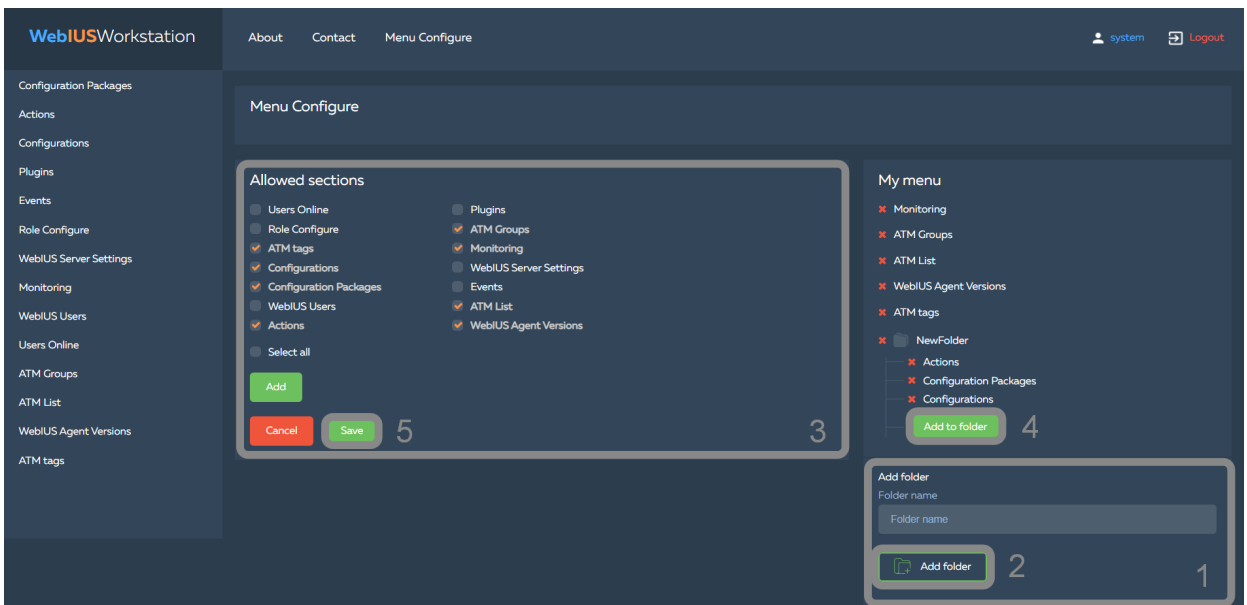 WebIUSWorkstation
About Contact Menu Configure
system Logout
Configuration Packages
Actions
Configurations
Plugins
Events
Role Configure
WebIUS Server Settings
Monitoring
WebIUS Users
Users Online
ATM Groups
ATM List
WebIUS Agent Versions
ATM tags
Menu Configure
Allowed sections
Users Online
Role Configure
ATM tags
Configurations
Configuration Packages
WebIUS Users
Actions
Select all
Plugins
ATM Groups
Monitoring
WebIUS Server Settings
Events
ATM List
WebIUS Agent Versions
Add
Cancel Save 5
3
My menu
Monitoring
ATM Groups
ATM List
WebIUS Agent Versions
ATM tags
NewFolder
Actions
Configuration Packages
Configurations
Add to folder 4
Add folder
Folder name
Folder name
Add folder 2
1